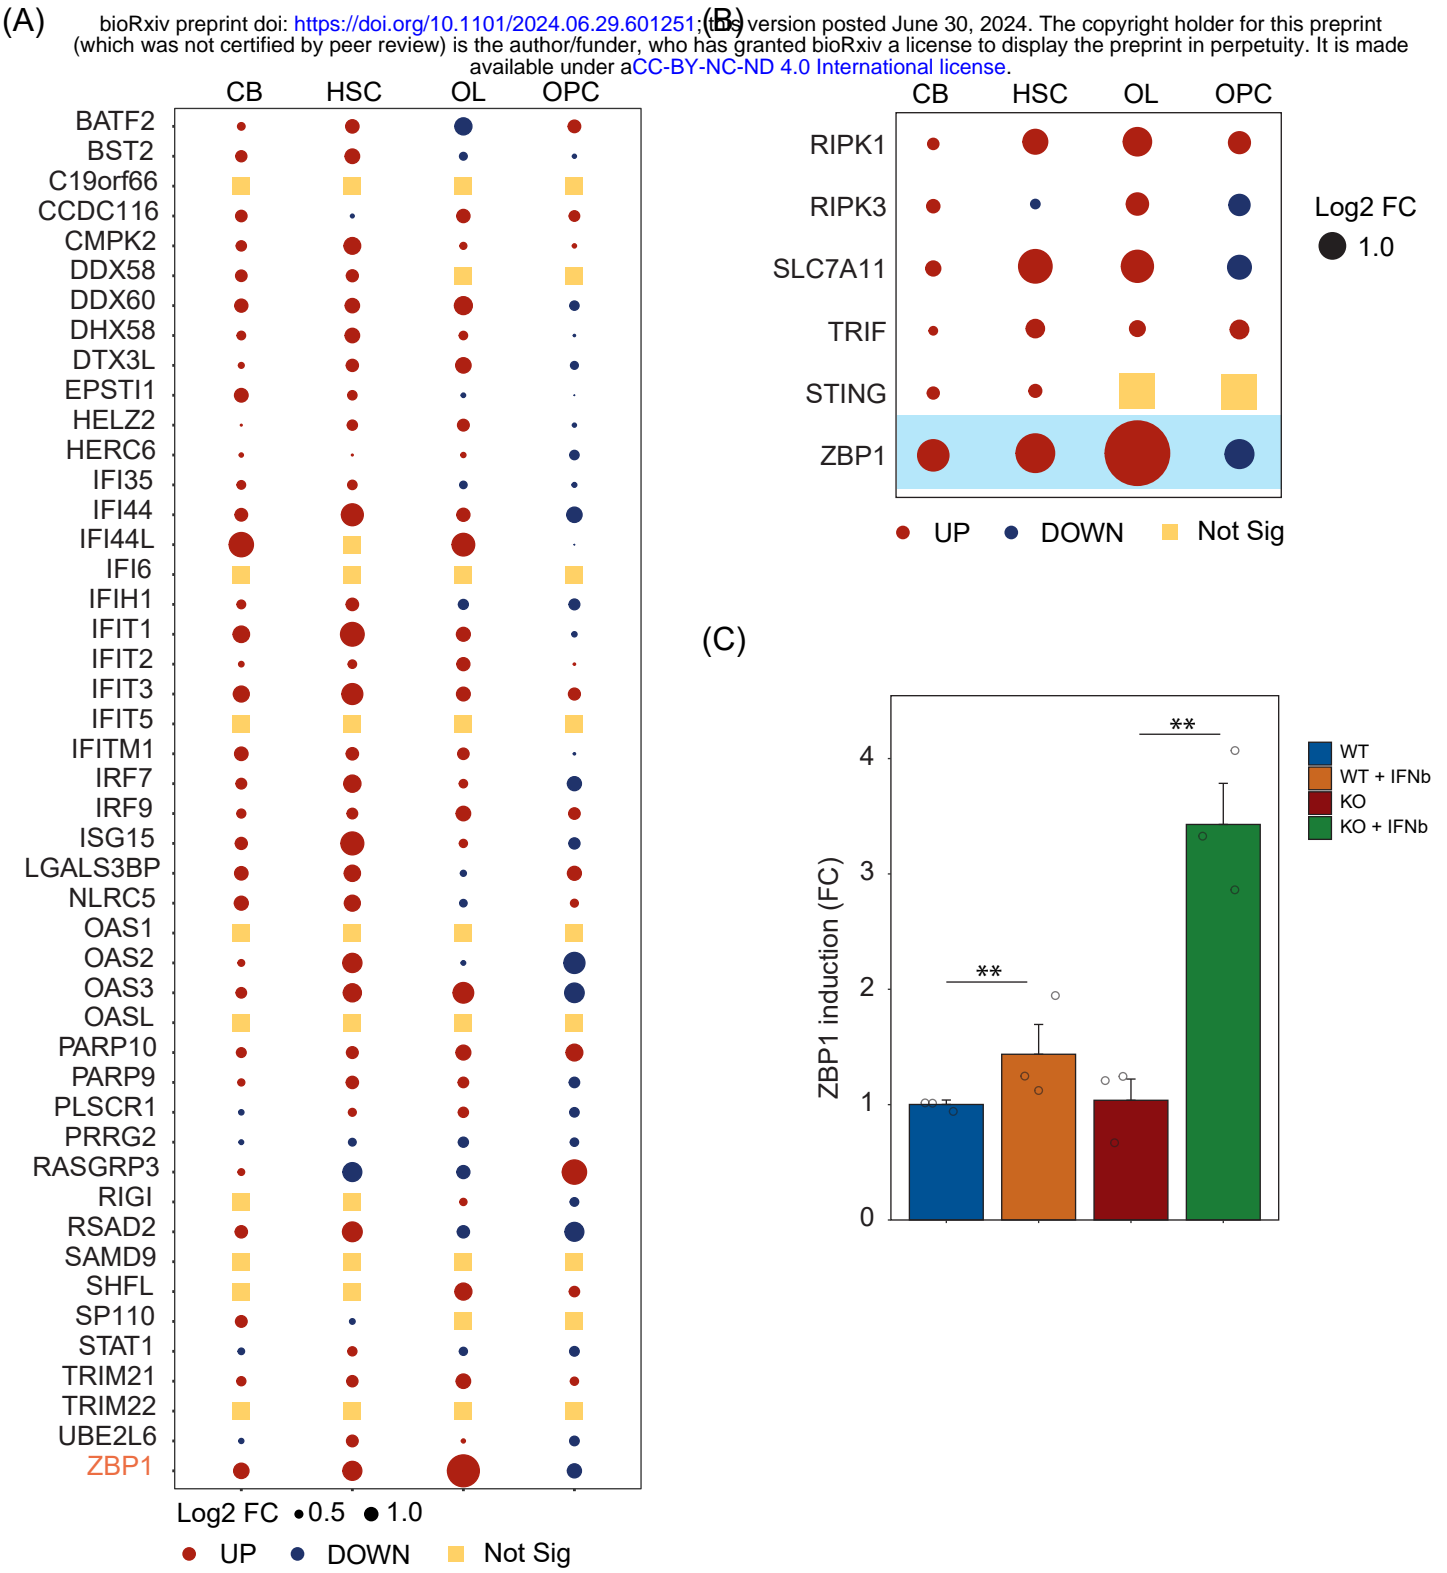 (A)
bioRxiv preprint doi: https://doi.org/10.1101/2024.06.29.601251; this version posted June 30, 2024. The copyright holder for this preprint
(B)
(which was not certified by peer review) is the author/funder, who has granted bioRxiv a license to display the preprint in perpetuity. It is made
available under aCC-BY-NC-ND 4.0 International license.
CB HSC OL OPC
BATF2
BST2
C19orf66
CCDC116
CMPK2
DDX58
DDX60
DHX58
DTX3L
EPSTI1
HELZ2
HERC6
IFI35
IFI44
IFI44L
IFI6
IFIH1
IFIT1
IFIT2
IFIT3
IFIT5
IFITM1
IRF7
IRF9
ISG15
LGALS3BP
NLRC5
OAS1
OAS2
OAS3
OASL
PARP10
PARP9
PLSCR1
PRRG2
RASGRP3
RIGI
RSAD2
SAMD9
SHFL
SP110
STAT1
TRIM21
TRIM22
UBE2L6
ZBP1
Log2 FC 0.5 1.0
UP DOWN Not Sig
CB HSC OL OPC
RIPK1
RIPK3
SLC7A11
TRIF
STING
ZBP1
Log2 FC
1.0
UP DOWN Not Sig
(C)
ZBP1 induction (FC)
4
3
2
1
0
**
**
WT
WT + IFNb
KO
KO + IFNb